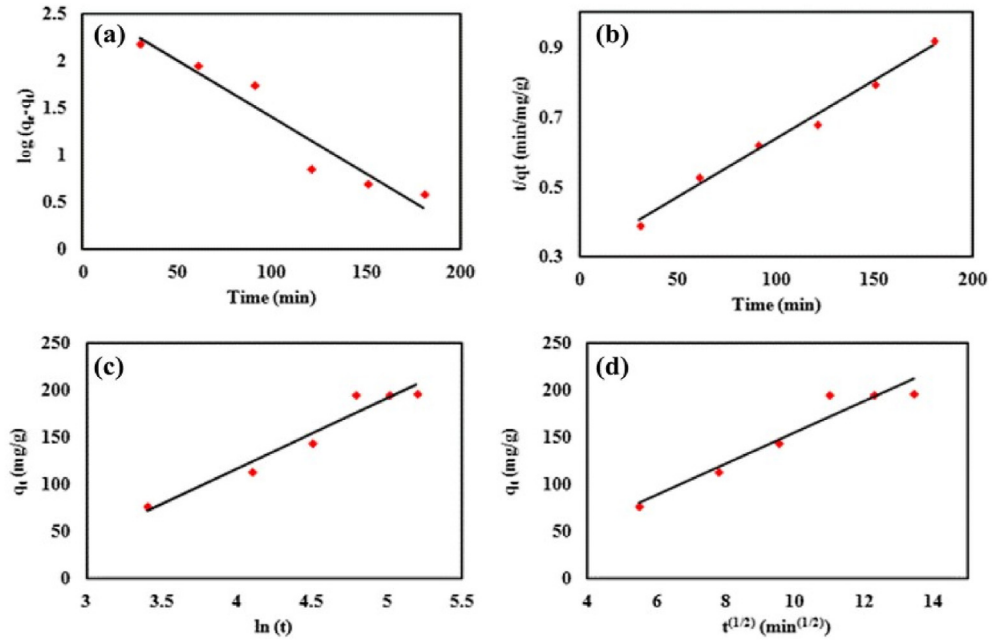 (a)
2.5
2
1.5
1
0.5
0
log (qₑ-qₜ)
0 50 100 150 200
Time (min)
(b)
0.9
0.7
0.5
0.3
t/qt (min/mg/g)
0 50 100 150 200
Time (min)
(c)
250
200
150
100
50
0
qₜ (mg/g)
3 3.5 4 4.5 5 5.5
ln (t)
(d)
250
200
150
100
50
0
qₜ (mg/g)
4 6 8 10 12 14
t⁽¹/²⁾ (min⁽¹/²⁾)